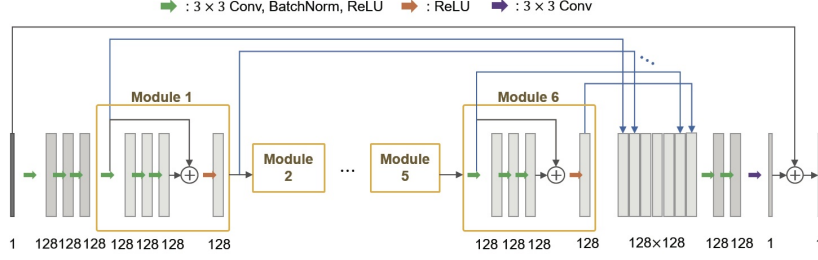 : 3 × 3 Conv, BatchNorm, ReLU : ReLU : 3 × 3 Conv
Module 1
Module 6
Module
2
...
Module
5
1 128 128 128 128 128 128 128 128 128 128 128 128×128 128 128 1